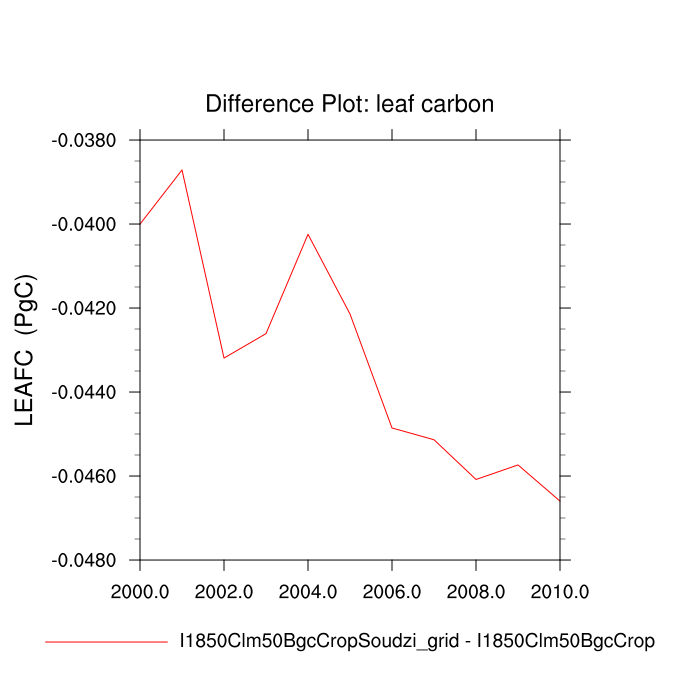 Difference Plot: leaf carbon
-0.0380
-0.0400
-0.0420
-0.0440
-0.0460
-0.0480
LEAFC (PgC)
2000.0 2002.0 2004.0 2006.0 2008.0 2010.0
I1850Clm50BgcCropSoudzi_grid - I1850Clm50BgcCrop